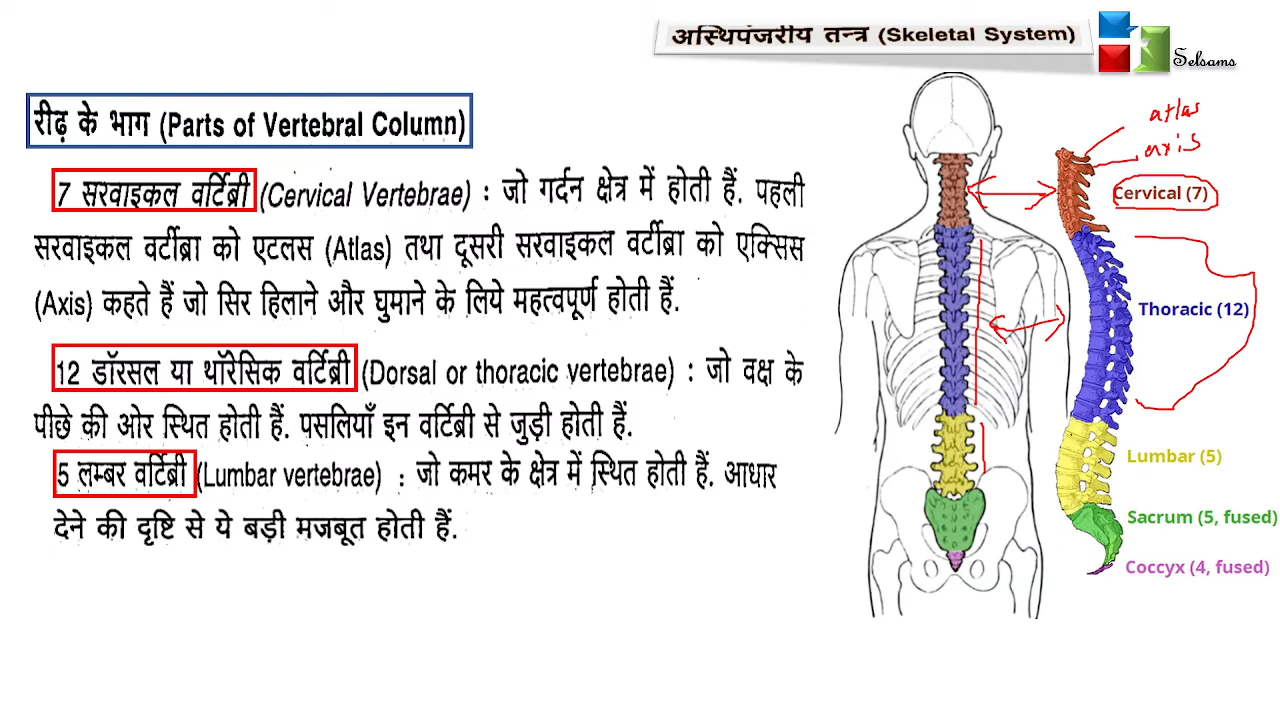 अस्थिपंजरीय तन्त्र (Skeletal System)
Selsams
रीढ़ के भाग (Parts of Vertebral Column)
7 सरवाइकल वर्टिब्री (Cervical Vertebrae) : जो गर्दन क्षेत्र में होती हैं. पहली
सरवाइकल वर्टीब्रा को एटलस (Atlas) तथा दूसरी सरवाइकल वर्टीब्रा को एक्सिस
(Axis) कहते हैं जो सिर हिलाने और घुमाने के लिये महत्वपूर्ण होती हैं.
12 डॉरसल या थॉरेसिक वर्टिब्री (Dorsal or thoracic vertebrae) : जो वक्ष के
पीछे की ओर स्थित होती हैं. पसलियाँ इन वर्टिब्री से जुड़ी होती हैं.
5 लम्बर वर्टिब्री (Lumbar vertebrae) : जो कमर के क्षेत्र में स्थित होती हैं. आधार
देने की दृष्टि से ये बड़ी मजबूत होती हैं.
atlas
axis
Cervical (7)
Thoracic (12)
Lumbar (5)
Sacrum (5, fused)
Coccyx (4, fused)